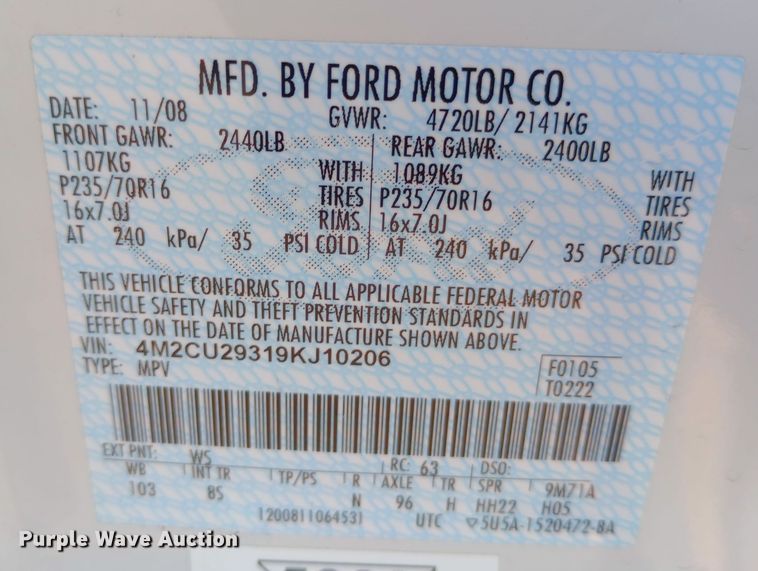 MFD. BY FORD MOTOR CO.
DATE: 11/08 GVWR: 4720LB/ 2141KG
FRONT GAWR: 2440LB REAR GAWR: 2400LB
1107KG WITH 1089KG WITH
P235/70R16 TIRES P235/70R16 TIRES
16x7.0J RIMS 16x7.0J RIMS
AT 240 kPa/ 35 PSI COLD AT 240 kPa/ 35 PSI COLD
THIS VEHICLE CONFORMS TO ALL APPLICABLE FEDERAL MOTOR
VEHICLE SAFETY AND THEFT PREVENTION STANDARDS IN
EFFECT ON THE DATE OF MANUFACTURE SHOWN ABOVE.
VIN: 4M2CU29319KJ10206 F0105
TYPE: MPV T0222
EXT PNT: WS RC: 63 DSO:
WB INT TR TP/PS R AXLE TR SPR 9M71A
103 8S N 96 H HH22 H05
1200811064531 UTC ▽5U5A-1520472-BA
Purple Wave Auction